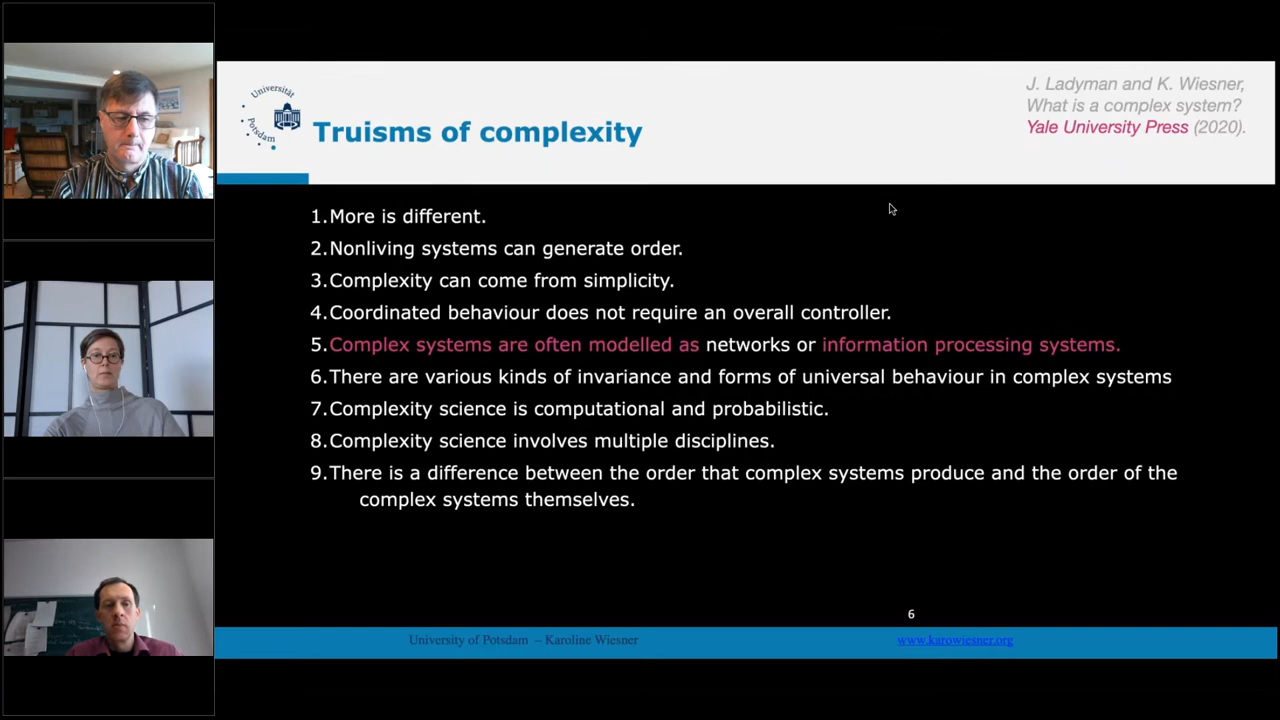 Universität
Potsdam
Truisms of complexity
J. Ladyman and K. Wiesner,
What is a complex system?
Yale University Press (2020).
1.More is different.
2.Nonliving systems can generate order.
3.Complexity can come from simplicity.
4.Coordinated behaviour does not require an overall controller.
5.Complex systems are often modelled as networks or information processing systems.
6.There are various kinds of invariance and forms of universal behaviour in complex systems
7.Complexity science is computational and probabilistic.
8.Complexity science involves multiple disciplines.
9.There is a difference between the order that complex systems produce and the order of the
complex systems themselves.
6
University of Potsdam – Karoline Wiesner
www.karowiesner.org